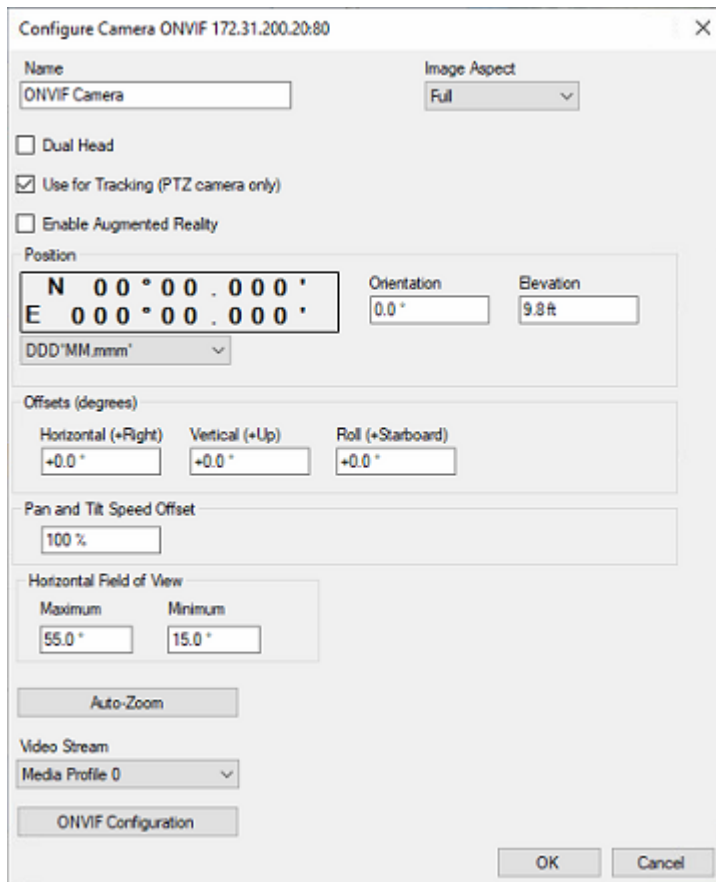 Configure Camera ONVIF 172.31.200.20:80
Name
Image Aspect
ONVIF Camera
Full
Dual Head
Use for Tracking (PTZ camera only)
Enable Augmented Reality
Position
N 00°00.000'
E 000°00.000'
Orientation
Elevation
0.0 °
9.8 ft
DDD°MM.mmm'
Offsets (degrees)
Horizontal (+Right)
Vertical (+Up)
Roll (+Starboard)
+0.0 °
+0.0 °
+0.0 °
Pan and Tilt Speed Offset
100 %
Horizontal Field of View
Maximum
Minimum
55.0 °
15.0 °
Auto-Zoom
Video Stream
Media Profile 0
ONVIF Configuration
OK
Cancel